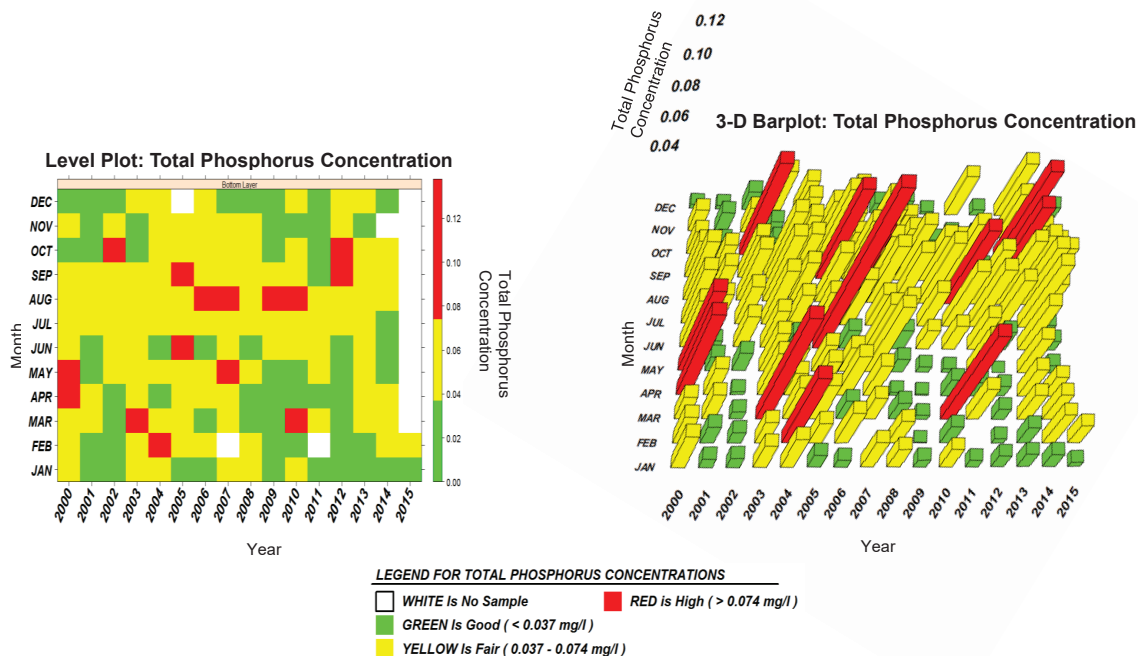 Level Plot: Total Phosphorus Concentration
Bottom Layer
DEC
NOV
OCT
SEP
AUG
JUL
JUN
MAY
APR
MAR
FEB
JAN
Month
2000
2001
2002
2003
2004
2005
2006
2007
2008
2009
2010
2011
2012
2013
2014
2015
Year
0.12
0.10
0.08
0.06
0.04
0.02
0.00
Total Phosphorus
Concentration
3-D Barplot: Total Phosphorus Concentration
0.12
0.10
0.08
0.06
0.04
Total Phosphorus
Concentration
DEC
NOV
OCT
SEP
AUG
JUL
JUN
MAY
APR
MAR
FEB
JAN
Month
2000
2001
2002
2003
2004
2005
2006
2007
2008
2009
2010
2011
2012
2013
2014
2015
Year
LEGEND FOR TOTAL PHOSPHORUS CONCENTRATIONS
WHITE Is No Sample
RED is High ( > 0.074 mg/l )
GREEN Is Good ( < 0.037 mg/l )
YELLOW Is Fair ( 0.037 - 0.074 mg/l )